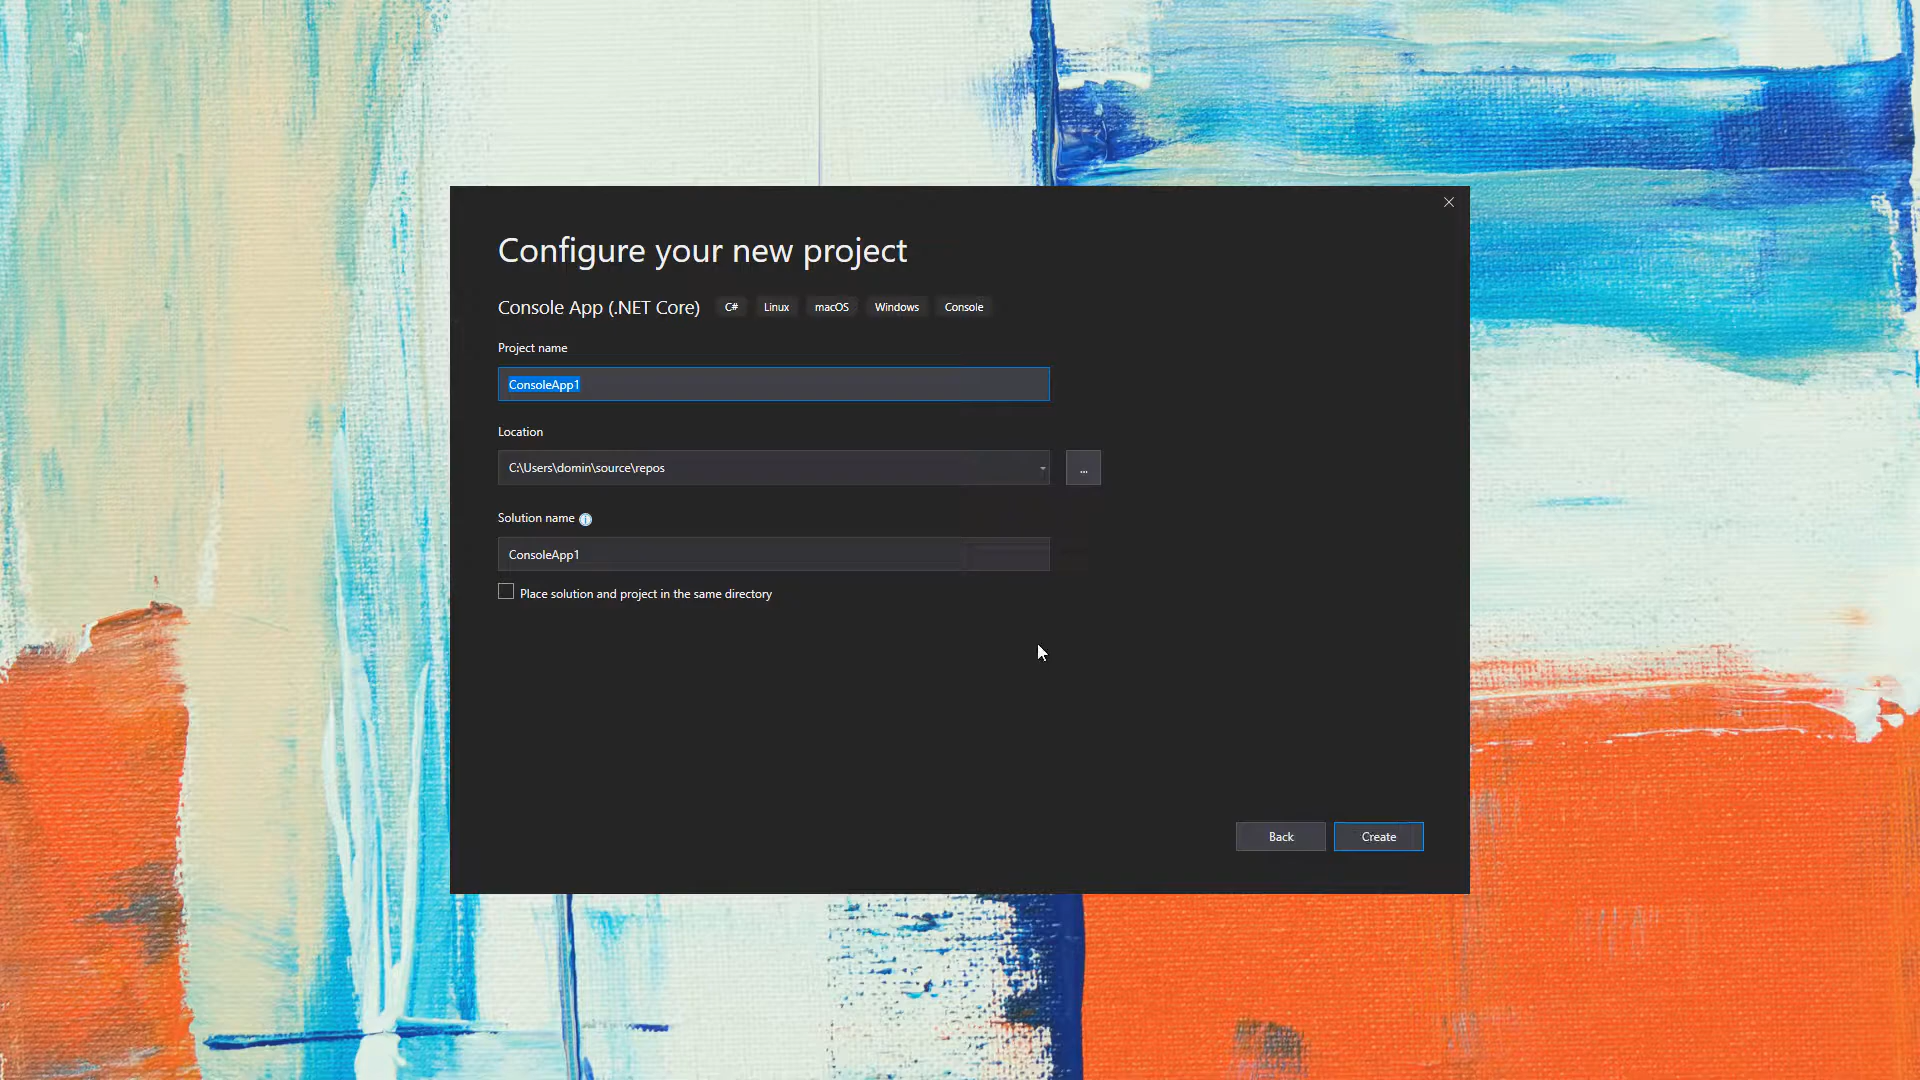 Configure your new project
Console App (.NET Core) C# Linux macOS Windows Console
Project name
ConsoleApp1
Location
C:\Users\domin\source\repos
...
Solution name
ConsoleApp1
Place solution and project in the same directory
Back Create